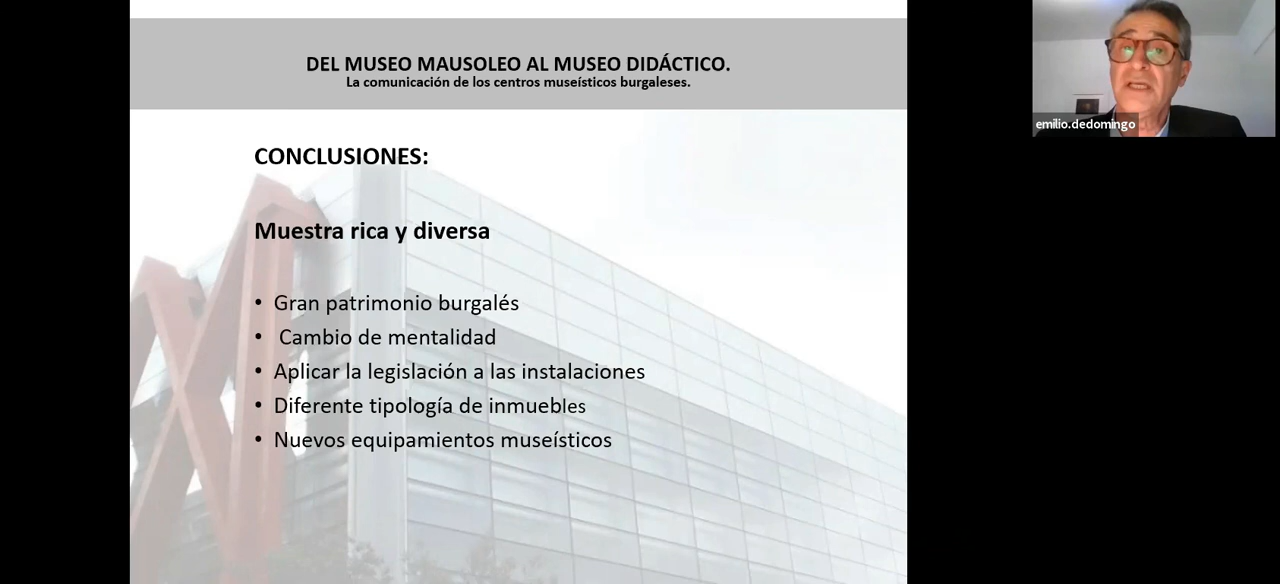 DEL MUSEO MAUSOLEO AL MUSEO DIDÁCTICO.
La comunicación de los centros museísticos burgaleses.
emilio.dedomingo
CONCLUSIONES:
Muestra rica y diversa
• Gran patrimonio burgalés
• Cambio de mentalidad
• Aplicar la legislación a las instalaciones
• Diferente tipología de inmuebles
• Nuevos equipamientos museísticos